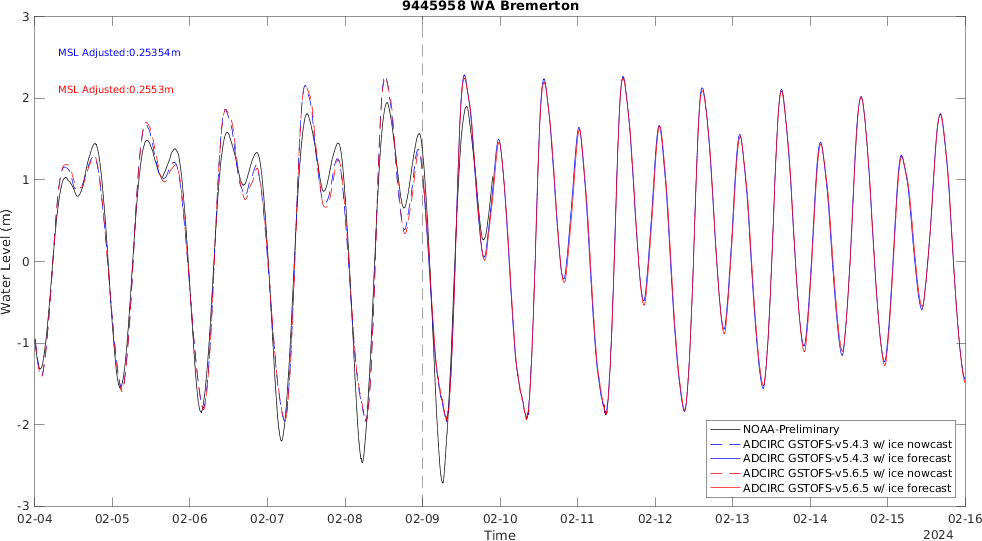 9445958 WA Bremerton
3
MSL Adjusted:0.25354m
MSL Adjusted:0.2553m
2
1
0
-1
-2
-3
Water Level (m)
NOAA-Preliminary
ADCIRC GSTOFS-v5.4.3 w/ ice nowcast
ADCIRC GSTOFS-v5.4.3 w/ ice forecast
ADCIRC GSTOFS-v5.6.5 w/ ice nowcast
ADCIRC GSTOFS-v5.6.5 w/ ice forecast
02-04 02-05 02-06 02-07 02-08 02-09 02-10 02-11 02-12 02-13 02-14 02-15 02-16
Time
2024